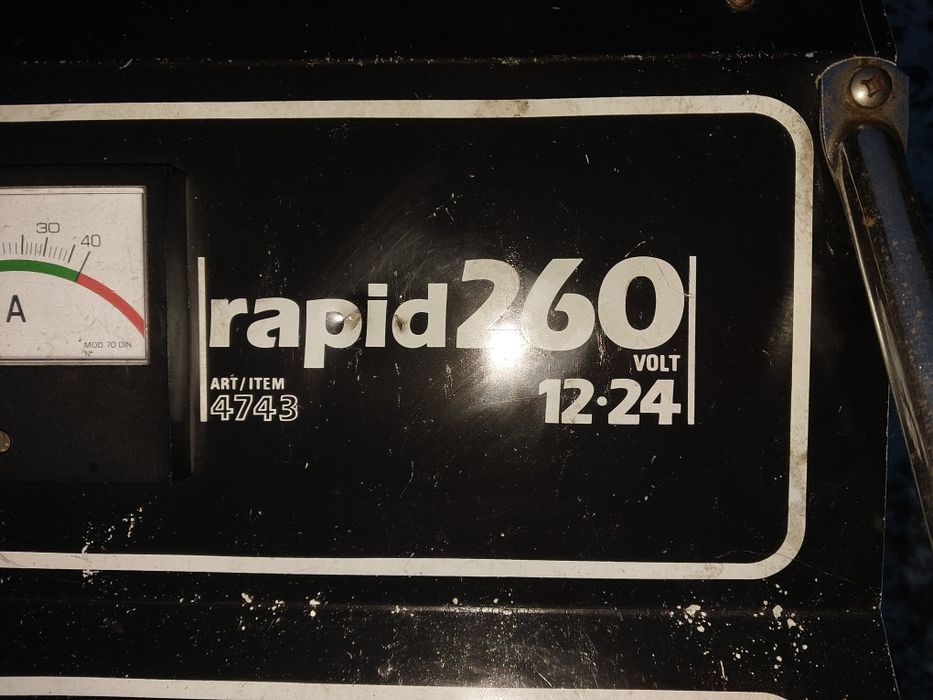 30 40
A
MOD. 70 DIN
N°
rapid260
VOLT
ART/ITEM
4743
12·24